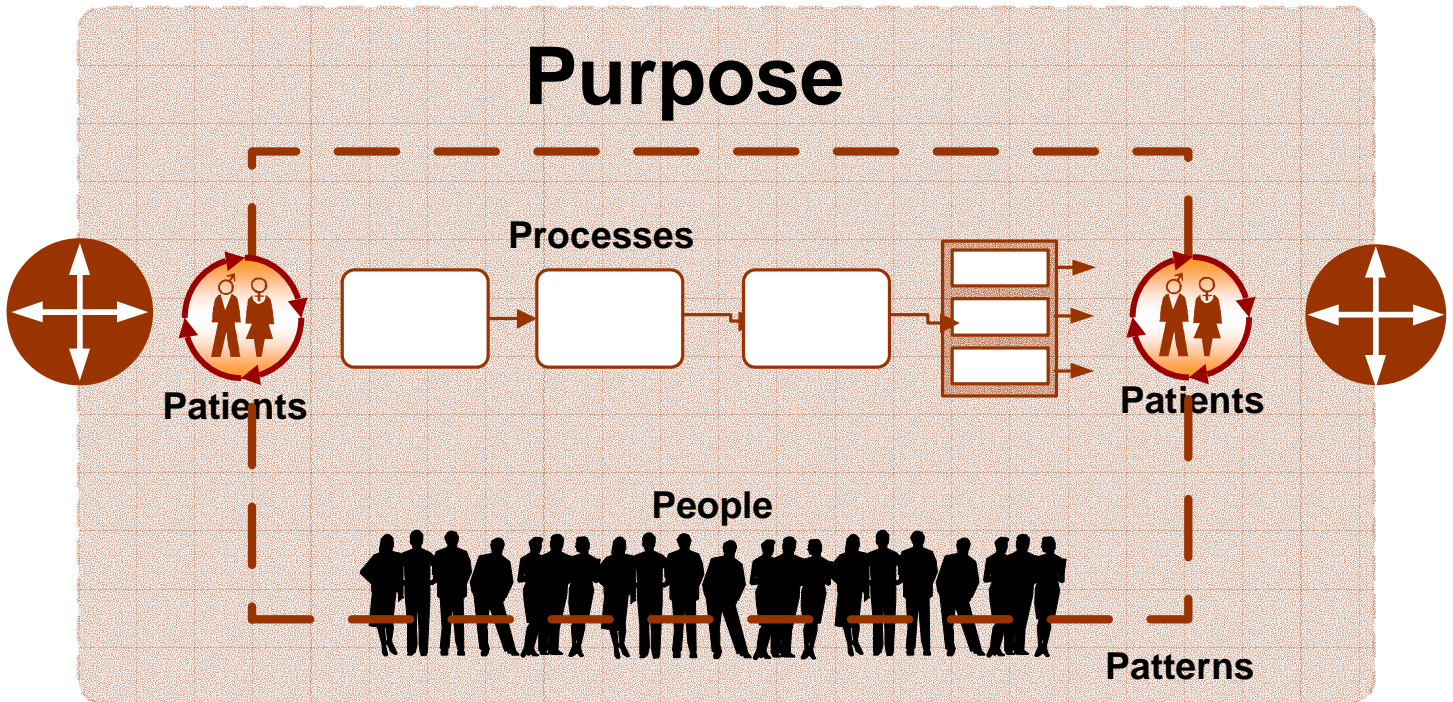 Purpose
Processes
Patients
Patients
People
Patterns